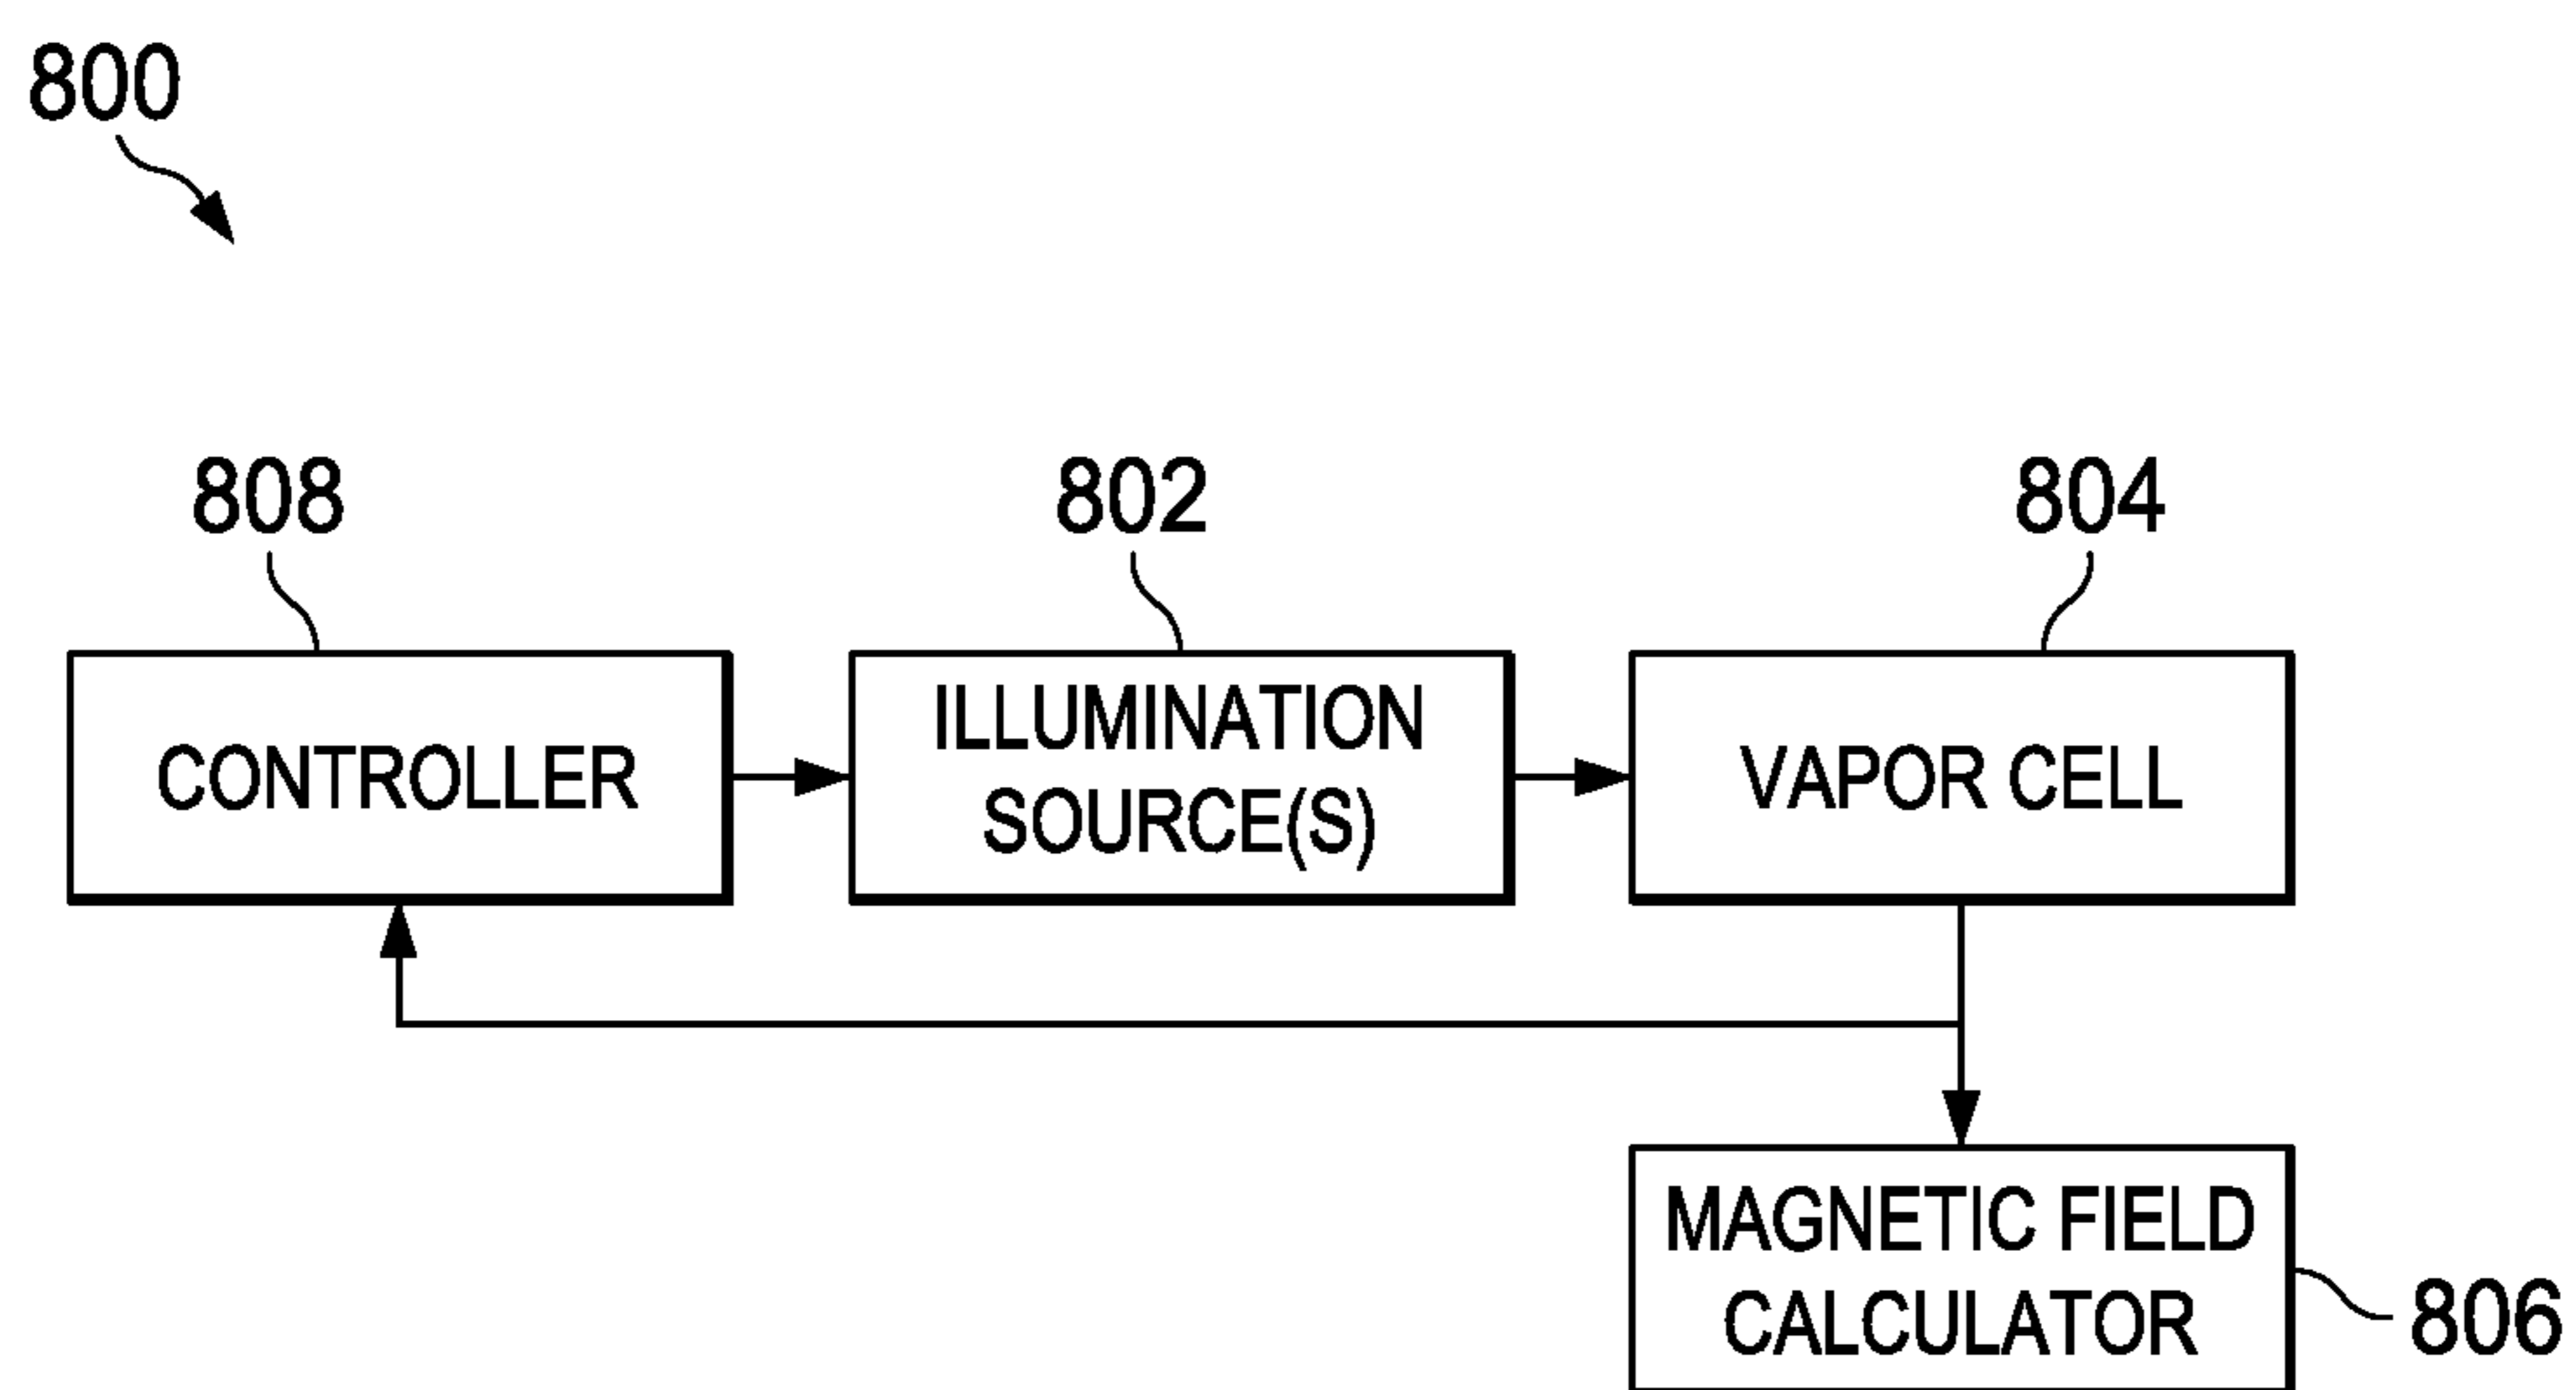 800
808
802
804
CONTROLLER
ILLUMINATION
SOURCE(S)
VAPOR CELL
MAGNETIC FIELD
CALCULATOR
806